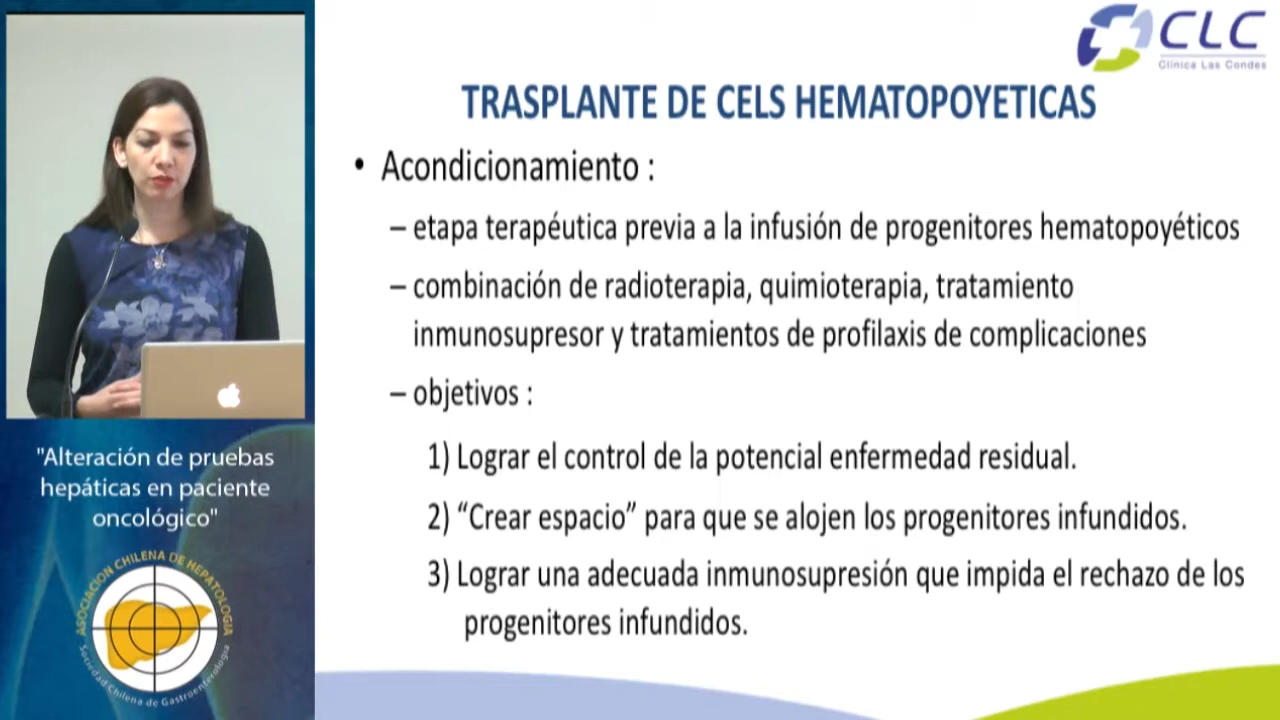 CLC
Clínica Las Condes
TRASPLANTE DE CELS HEMATOPOYETICAS
• Acondicionamiento :
– etapa terapéutica previa a la infusión de progenitores hematopoyéticos
– combinación de radioterapia, quimioterapia, tratamiento
inmunosupresor y tratamientos de profilaxis de complicaciones
– objetivos :
1) Lograr el control de la potencial enfermedad residual.
2) “Crear espacio” para que se alojen los progenitores infundidos.
3) Lograr una adecuada inmunosupresión que impida el rechazo de los
progenitores infundidos.
"Alteración de pruebas
hepáticas en paciente
oncológico"
ASOCIACION CHILENA DE HEPATOLOGIA
Sociedad Chilena de Gastroenterología